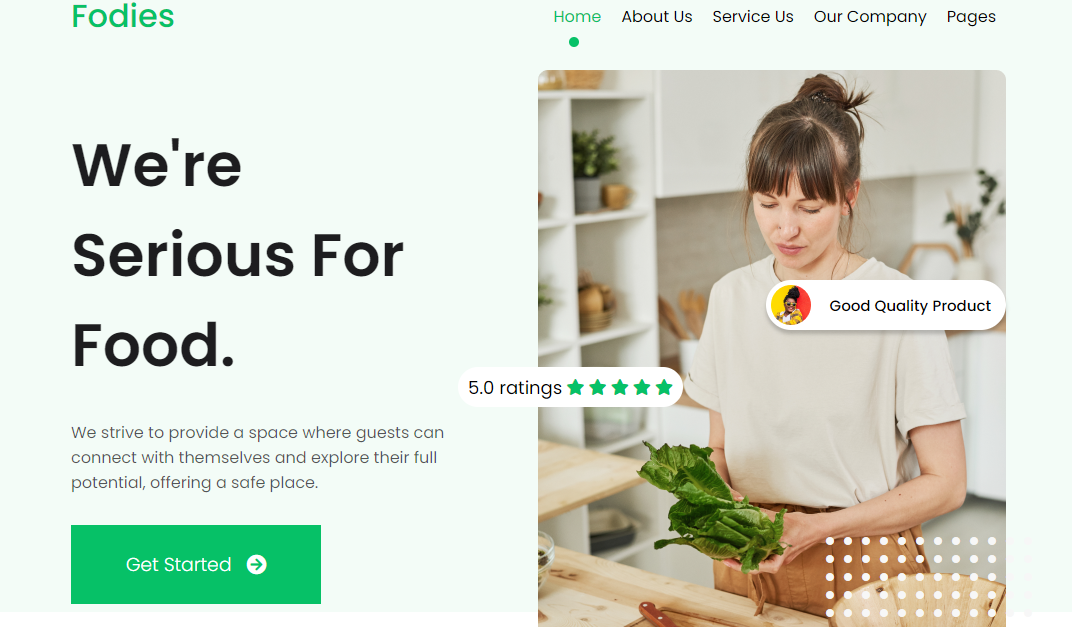 Fodies
Home About Us Service Us Our Company Pages
We're
Serious For
Food.
Good Quality Product
5.0 ratings
We strive to provide a space where guests can
connect with themselves and explore their full
potential, offering a safe place.
Get Started